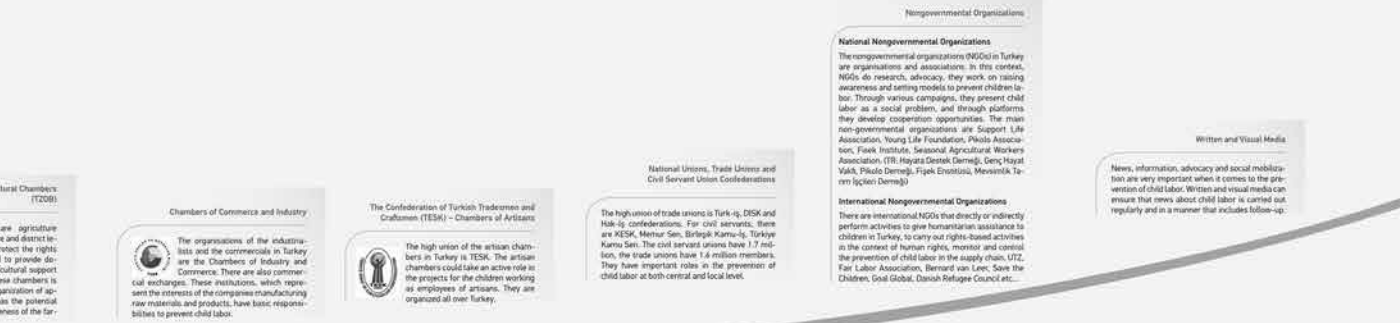 tural Chambers
(TZOB)
are agriculture
e and district le-
rotect the rights
l to provide do-
cultural support
ese chambers is
ganization of ap-
as the potential
eness of the far-
Chambers of Commerce and Industry
The organisations of the industria-
lists and the commercials in Turkey
are the Chambers of Industry and
Commerce. There are also commer-
cial exchanges. These institutions, which repre-
sent the interests of the companies manufacturing
raw materials and products, have basic responsi-
bilities to prevent child labor.
The Confederation of Turkish Tradesmen and
Craftsmen (TESK) – Chambers of Artisans
The high union of the artisan cham-
bers in Turkey is TESK. The artisan
chambers could take an active role in
the projects for the children working
as employees of artisans. They are
organized all over Turkey.
National Unions, Trade Unions and
Civil Servant Union Confederations
The high union of trade unions is Türk-iş, DISK and
Hak-iş confederations. For civil servants, there
are KESK, Memur Sen, Birleşik Kamu-İş, Türkiye
Kamu Sen. The civil servant unions have 1.7 mil-
lion, the trade unions have 1.6 million members.
They have important roles in the prevention of
child labor at both central and local level.
Nongovernmental Organizations
National Nongovernmental Organizations
The nongovernmental organizations (NGOs) in Turkey
are organisations and associations. In this context,
NGOs do research, advocacy, they work on raising
awareness and setting models to prevent children la-
bor. Through various campaigns, they present child
labor as a social problem, and through platforms
they develop cooperation opportunities. The main
non-governmental organizations are Support Life
Association, Young Life Foundation, Pikolo Associa-
tion, Fisek Institute, Seasonal Agricultural Workers
Association. (TR: Hayata Destek Derneği, Genç Hayat
Vakfı, Pikolo Derneği, Fişek Enstitüsü, Mevsimlik Ta-
rım İşçileri Derneği)
International Nongovernmental Organizations
There are international NGOs that directly or indirectly
perform activities to give humanitarian assistance to
children in Turkey, to carry out rights-based activities
in the context of human rights, monitor and control
the prevention of child labor in the supply chain. UTZ,
Fair Labor Association, Bernard van Leer, Save the
Children, Goal Global, Danish Refugee Council etc...
Written and Visual Media
News, information, advocacy and social mobiliza-
tion are very important when it comes to the pre-
vention of child labor. Written and visual media can
ensure that news about child labor is carried out
regularly and in a manner that includes follow-up.